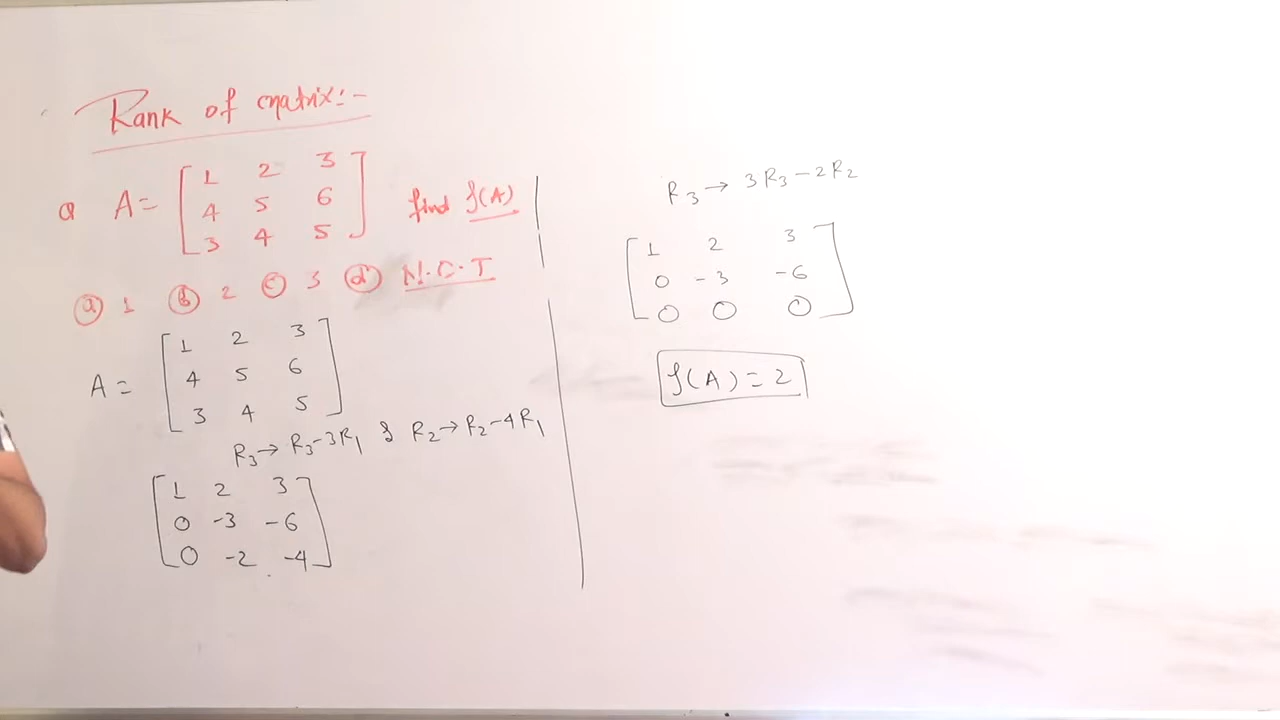 Rank of matrix:-
Q A = [ 1 2 3
4 5 6
3 4 5 ] find ρ(A)
(a) 1 (b) 2 (c) 3 (d) N.O.T
A = [ 1 2 3
4 5 6
3 4 5 ]
R₃ → R₃-3R₁ & R₂ → R₂-4R₁
[ 1 2 3
0 -3 -6
0 -2 -4 ]
R₃ → 3R₃-2R₂
[ 1 2 3
0 -3 -6
0 0 0 ]
ρ(A) = 2